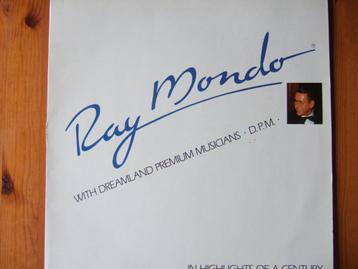 Ray Mondo ®
WITH DREAMLAND PREMIUM MUSICIANS · D.P.M. ·
IN HIGHLIGHTS OF A CENTURY